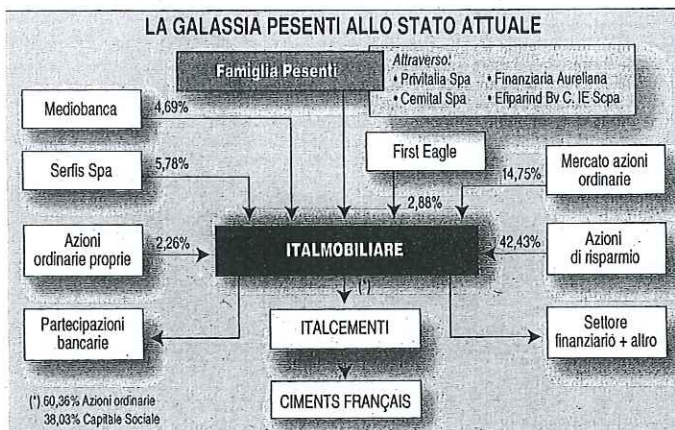 LA GALASSIA PESENTI ALLO STATO ATTUALE
Famiglia Pesenti
Attraverso:
• Privitalia Spa
• Finanziaria Aureliana
• Cemital Spa
• Efiparind Bv C. IE Scpa
Mediobanca
4,69%
First Eagle
2,88%
Serfis Spa
5,78%
Mercato azioni
ordinarie
14,75%
Azioni
ordinarie proprie
2,26%
ITALMOBILIARE
42,43%
Azioni
di risparmio
(*)
Partecipazioni
bancarie
ITALCEMENTI
Settore
finanziario + altro
CIMENTS FRANÇAIS
(*) 60,36% Azioni ordinarie
38,03% Capitale Sociale